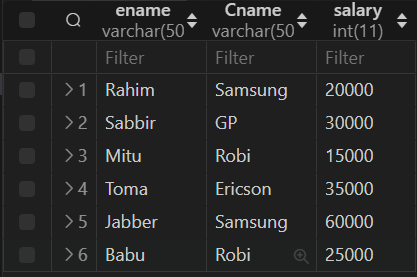 ename Cname salary
varchar(50 varchar(50 int(11)
Filter Filter Filter
1 Rahim Samsung 20000
2 Sabbir GP 30000
3 Mitu Robi 15000
4 Toma Ericson 35000
5 Jabber Samsung 60000
6 Babu Robi 25000